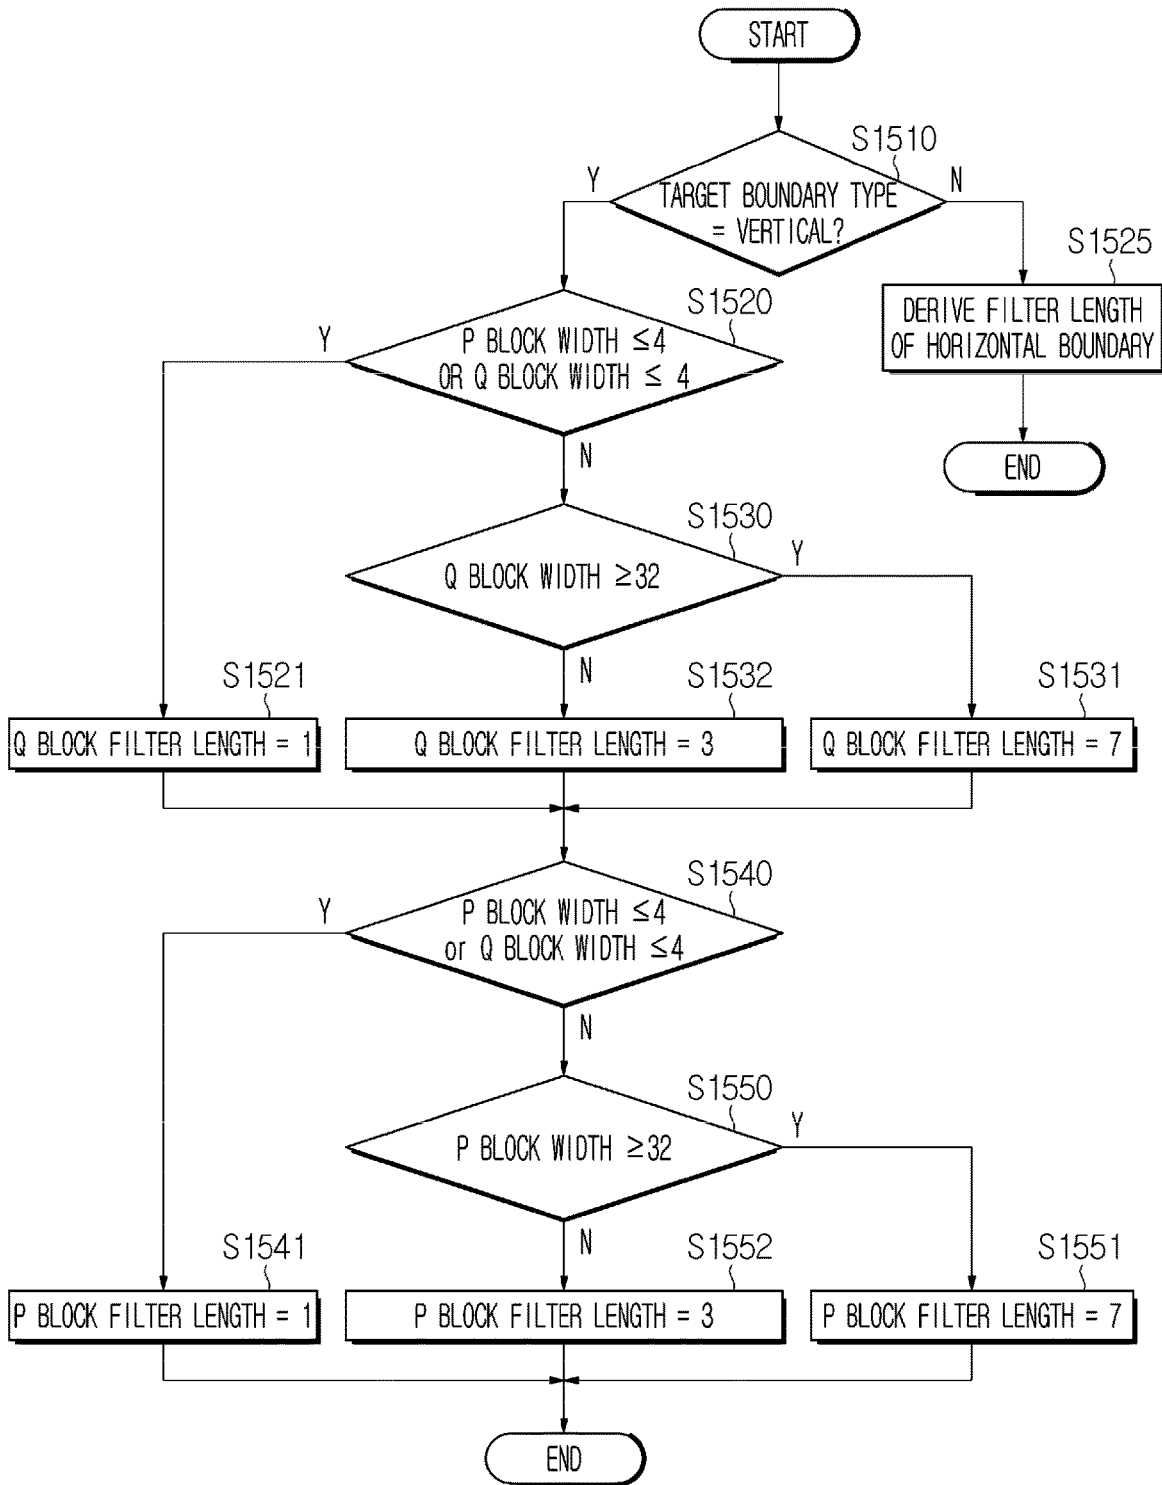 START
S1510
Y
TARGET BOUNDARY TYPE
= VERTICAL?
N
S1525
DERIVE FILTER LENGTH
OF HORIZONTAL BOUNDARY
END
S1520
Y
P BLOCK WIDTH ≤4
OR Q BLOCK WIDTH ≤ 4
N
S1530
Q BLOCK WIDTH ≥32
Y
N
S1521
Q BLOCK FILTER LENGTH = 1
S1532
Q BLOCK FILTER LENGTH = 3
S1531
Q BLOCK FILTER LENGTH = 7
S1540
Y
P BLOCK WIDTH ≤4
or Q BLOCK WIDTH ≤4
N
S1550
P BLOCK WIDTH ≥32
Y
N
S1541
P BLOCK FILTER LENGTH = 1
S1552
P BLOCK FILTER LENGTH = 3
S1551
P BLOCK FILTER LENGTH = 7
END